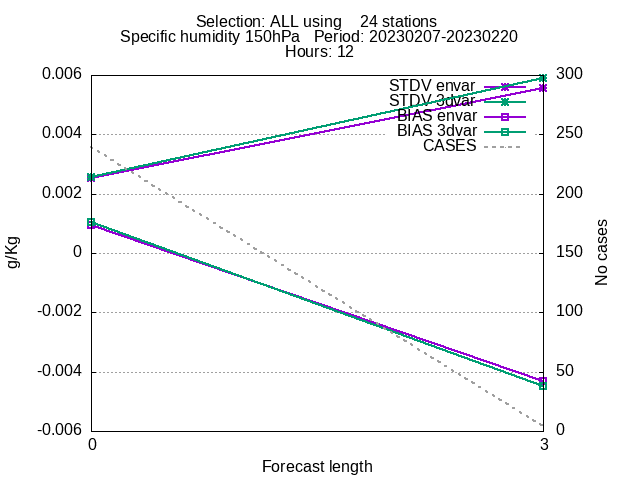 Selection: ALL using    24 stations
Specific humidity 150hPa   Period: 20230207-20230220
Hours: 12
0.006
0.004
0.002
0
-0.002
-0.004
-0.006
g/Kg
300
250
200
150
100
50
0
No cases
STDV envar
STDV 3dvar
BIAS envar
BIAS 3dvar
CASES
0
3
Forecast length